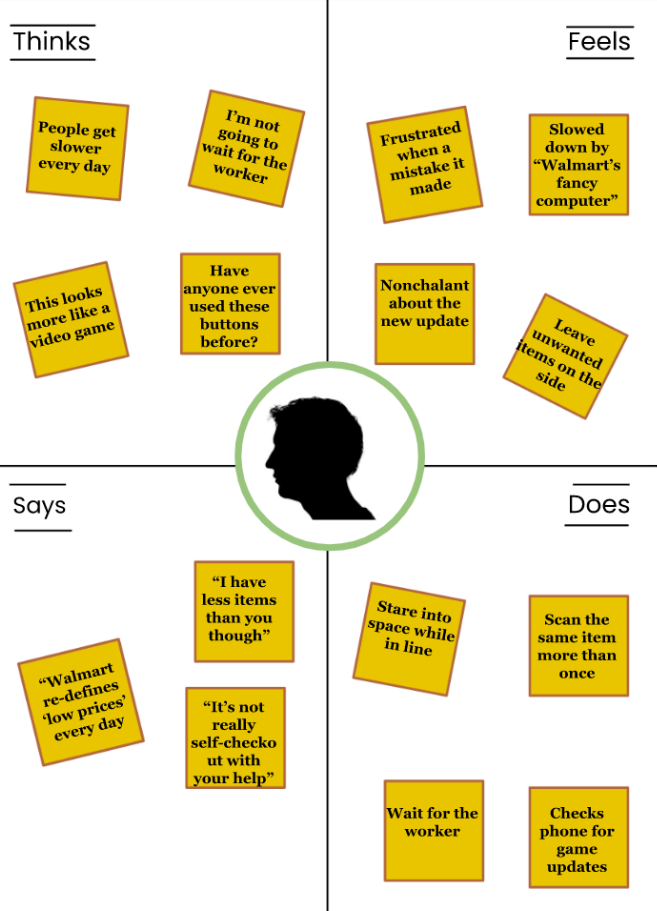 Thinks
Feels
People get
slower
every day
I'm not
going to
wait for the
worker
Frustrated
when a
mistake it
made
Slowed
down by
“Walmart's
fancy
computer”
This looks
more like a
video game
Have
anyone ever
used these
buttons
before?
Nonchalant
about the
new update
Leave
unwanted
items on the
side
Says
Does
“I have
less items
than you
though”
“Walmart
re-defines
‘low prices’
every day
“It's not
really
self-checko
ut with
your help”
Stare into
space while
in line
Scan the
same item
more than
once
Wait for the
worker
Checks
phone for
game
updates